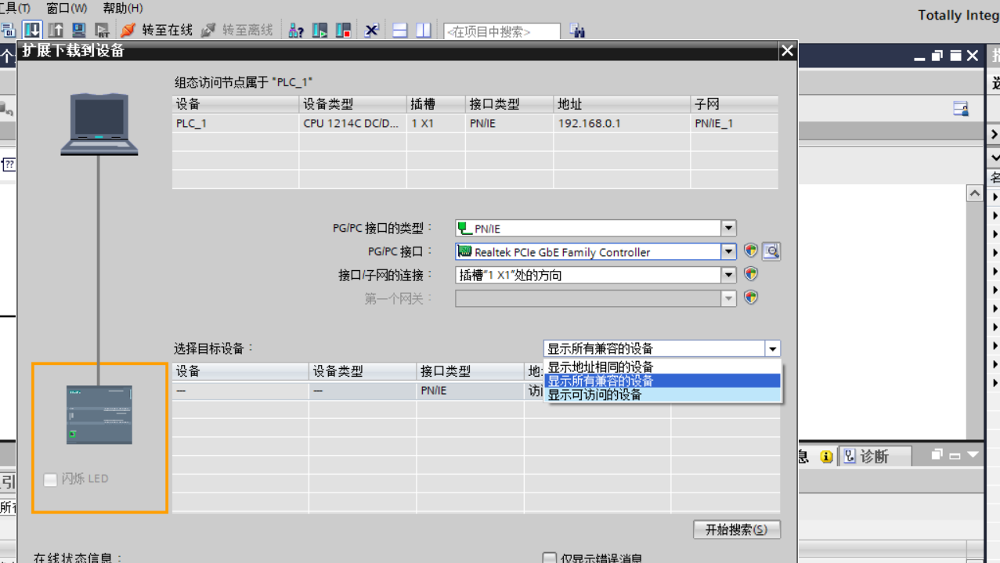 工具(T) 窗口(W) 帮助(H)
Totally Integ
转至在线 转至离线 <在项目中搜索>
扩展下载到设备
组态访问节点属于 "PLC_1"
设备 设备类型 插槽 接口类型 地址 子网
PLC_1 CPU 1214C DC/D... 1 X1 PN/IE 192.168.0.1 PN/IE_1
PG/PC 接口的类型：
PN/IE
PG/PC 接口：
Realtek PCIe GbE Family Controller
接口/子网的连接：
插槽"1 X1"处的方向
第一个网关：
选择目标设备：
显示所有兼容的设备
显示地址相同的设备
显示所有兼容的设备
显示可访问的设备
设备 设备类型 接口类型 地
— — PN/IE 访
闪烁 LED
息 诊断
开始搜索(S)
在线状态信息：
仅显示错误消息